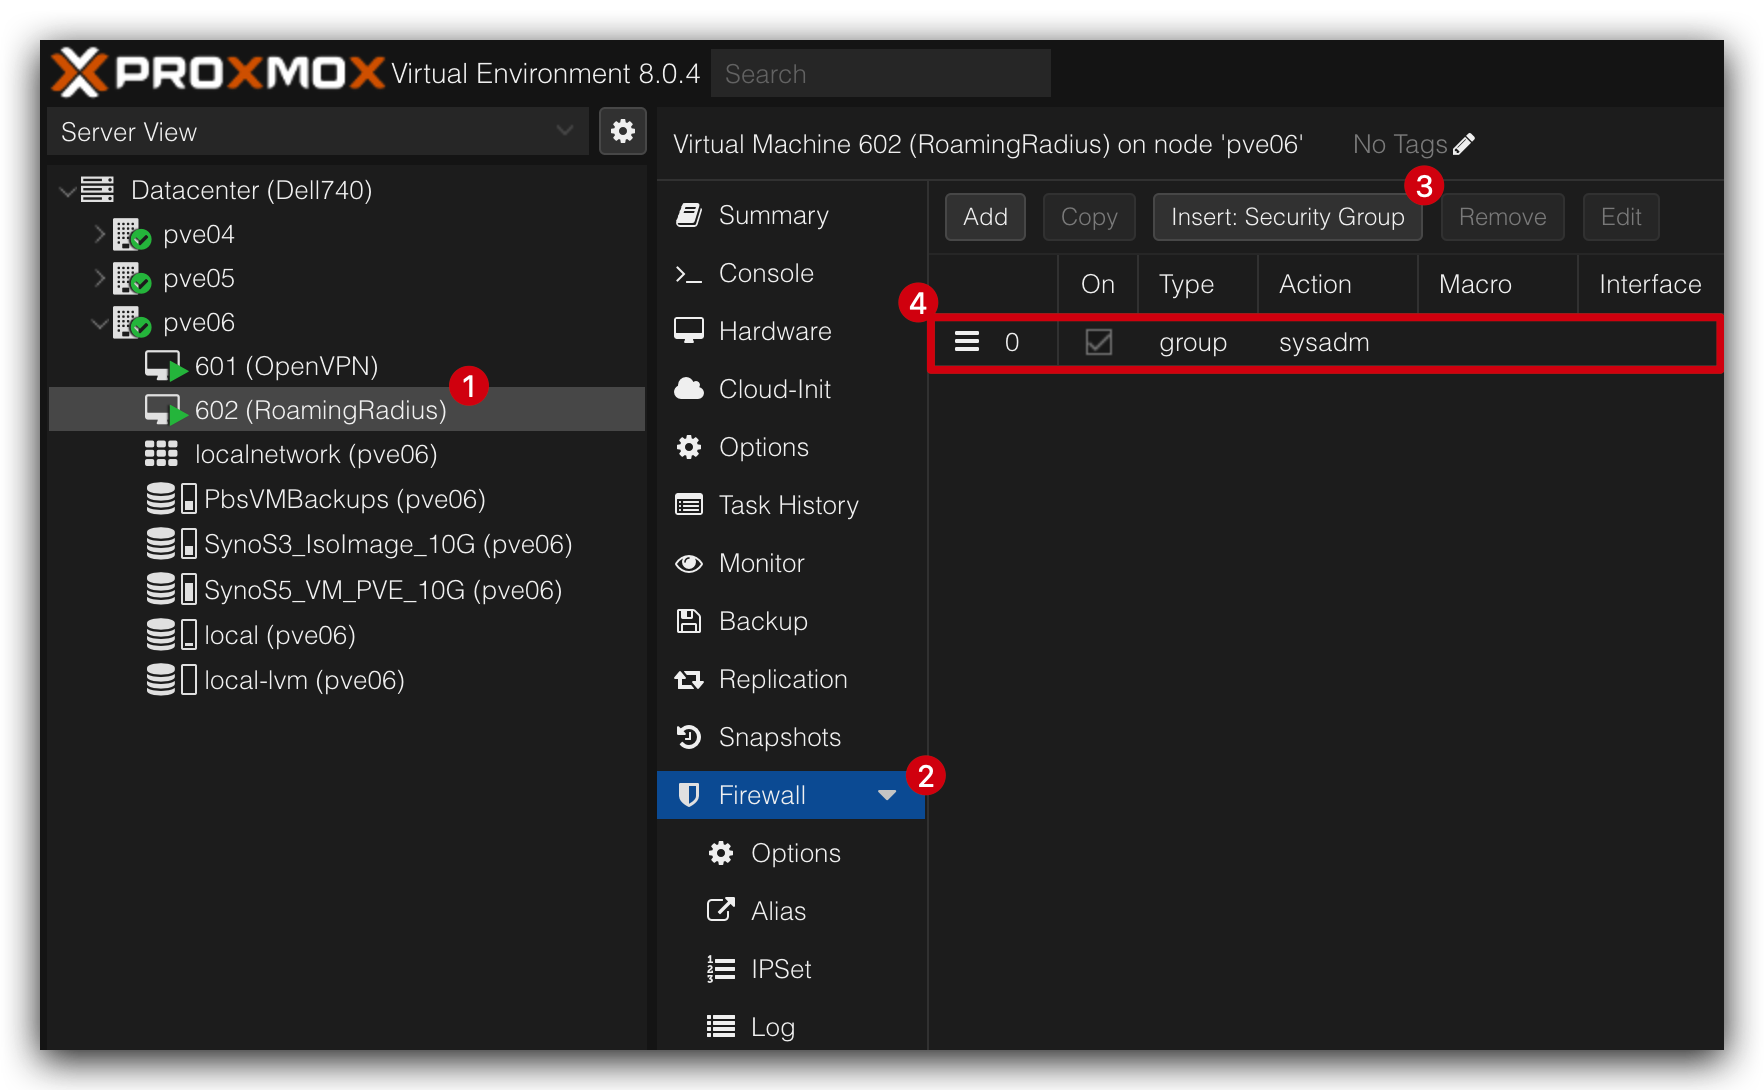 PROXMOX Virtual Environment 8.0.4 Search
Server View
Datacenter (Dell740)
pve04
pve05
pve06
601 (OpenVPN)
1
602 (RoamingRadius)
localnetwork (pve06)
PbsVMBackups (pve06)
SynoS3_IsoImage_10G (pve06)
SynoS5_VM_PVE_10G (pve06)
local (pve06)
local-lvm (pve06)
Virtual Machine 602 (RoamingRadius) on node 'pve06' No Tags
Summary
Console
Hardware
Cloud-Init
Options
Task History
Monitor
Backup
Replication
Snapshots
2
Firewall
Options
Alias
IPSet
Log
3
Add Copy Insert: Security Group Remove Edit
On Type Action Macro Interface
4
0 group sysadm